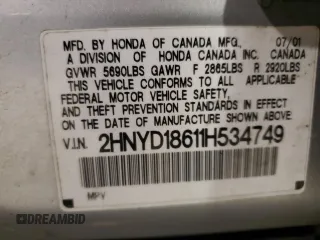 MFD. BY HONDA OF CANADA MFG., 07/01
A DIVISION OF HONDA CANADA INC. CANADA
GVWR 5690LBS GAWR F 2865LBS R 2920LBS
THIS VEHICLE CONFORMS TO ALL APPLICABLE
FEDERAL MOTOR VEHICLE SAFETY,
AND THEFT PREVENTION STANDARDS IN EFFECT ON
THE DATE OF MANUFACTURE SHOWN ABOVE.
V.I.N. 2HNYD18611H534749
MPV
DREAMBID